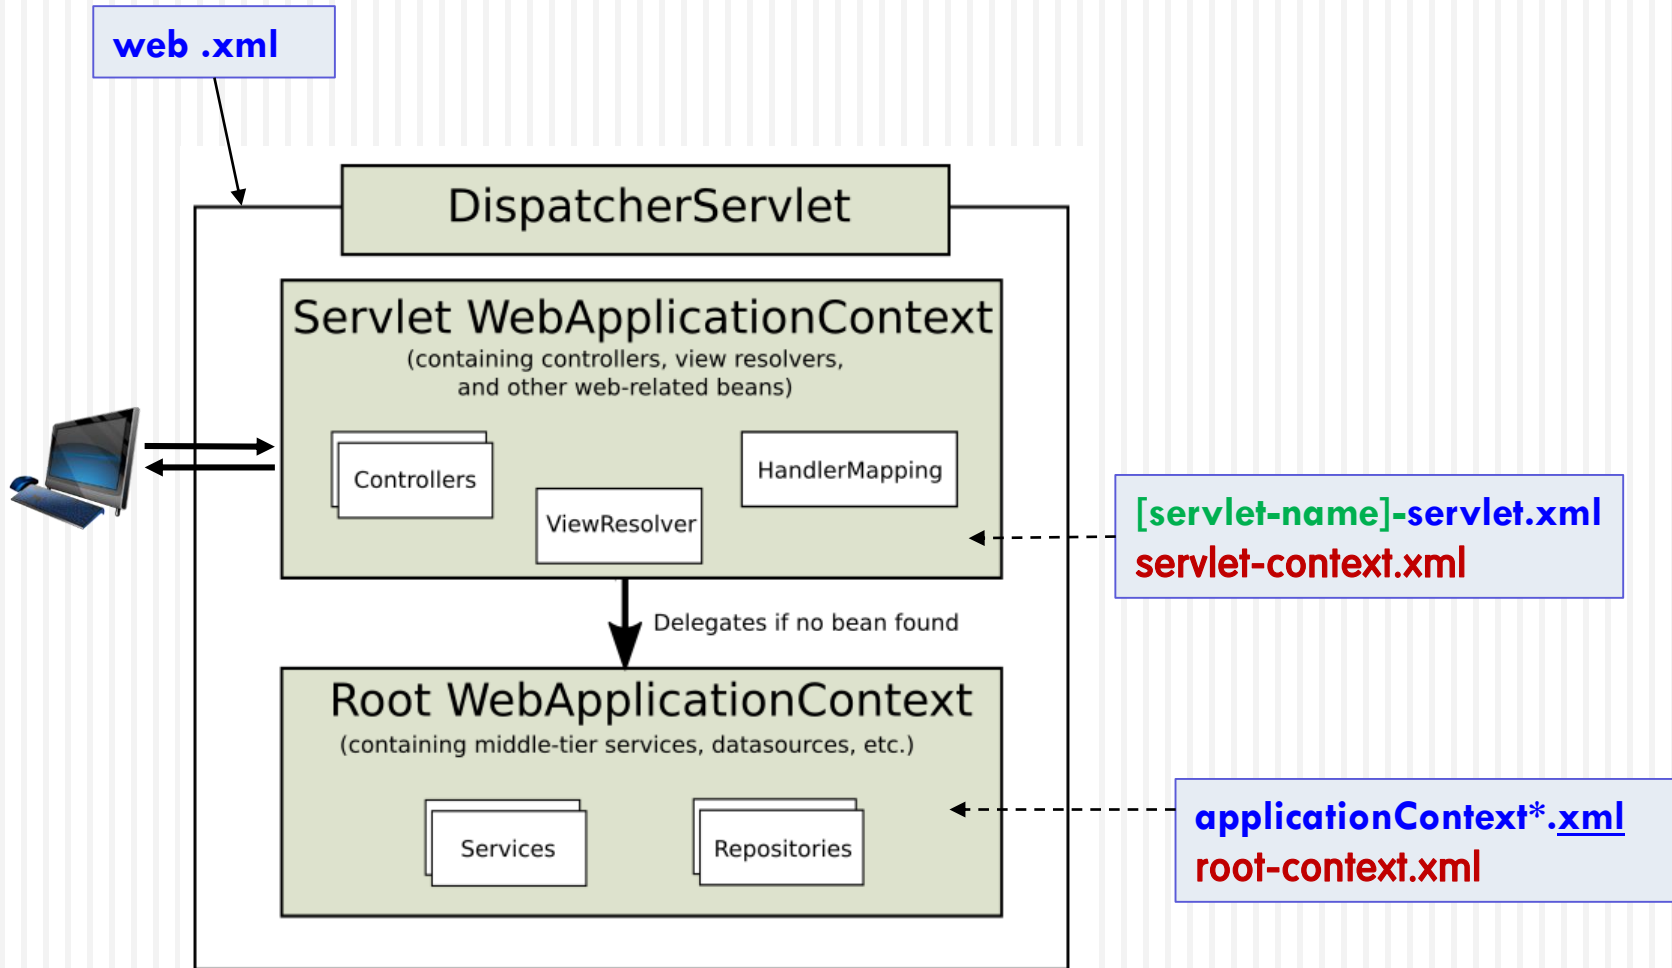 web .xml
DispatcherServlet
Servlet WebApplicationContext
(containing controllers, view resolvers,
and other web-related beans)
Controllers
HandlerMapping
ViewResolver
[servlet-name]-servlet.xml
servlet-context.xml
Delegates if no bean found
Root WebApplicationContext
(containing middle-tier services, datasources, etc.)
Services
Repositories
applicationContext*.xml
root-context.xml